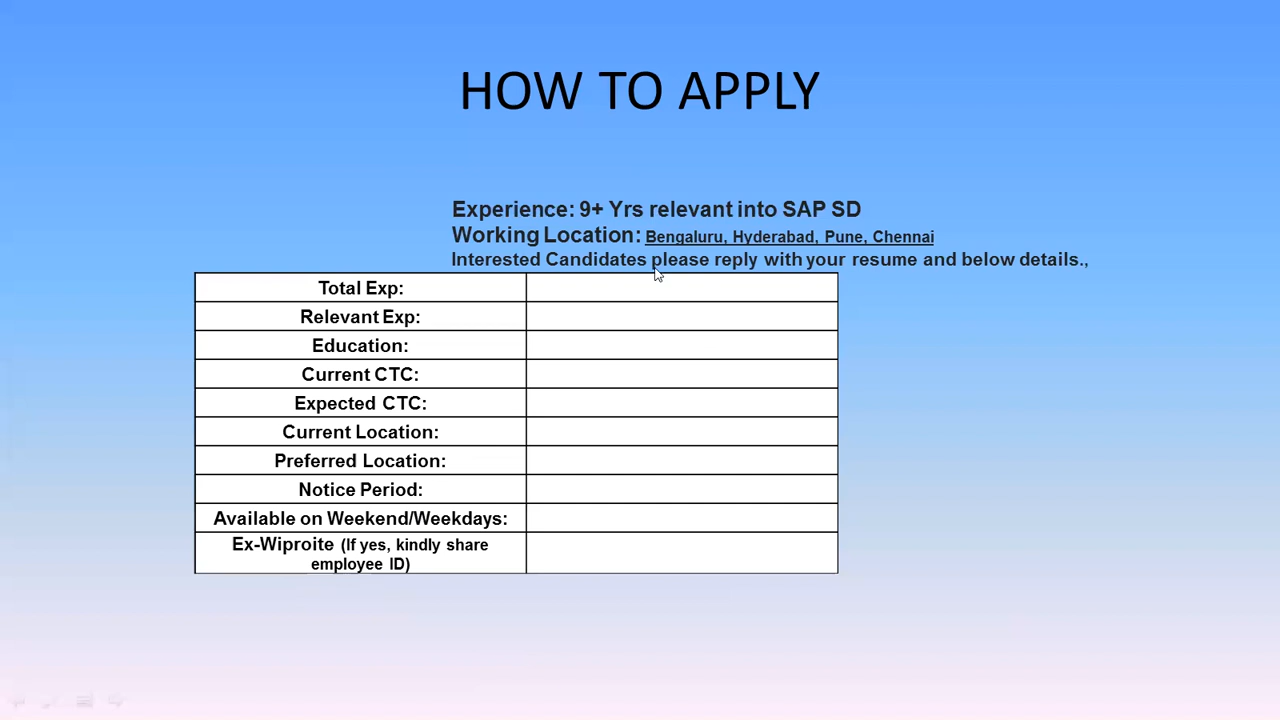 HOW TO APPLY
Experience: 9+ Yrs relevant into SAP SD
Working Location: Bengaluru, Hyderabad, Pune, Chennai
Interested Candidates please reply with your resume and below details.,
Total Exp:
Relevant Exp:
Education:
Current CTC:
Expected CTC:
Current Location:
Preferred Location:
Notice Period:
Available on Weekend/Weekdays:
Ex-Wiproite (If yes, kindly share
employee ID)